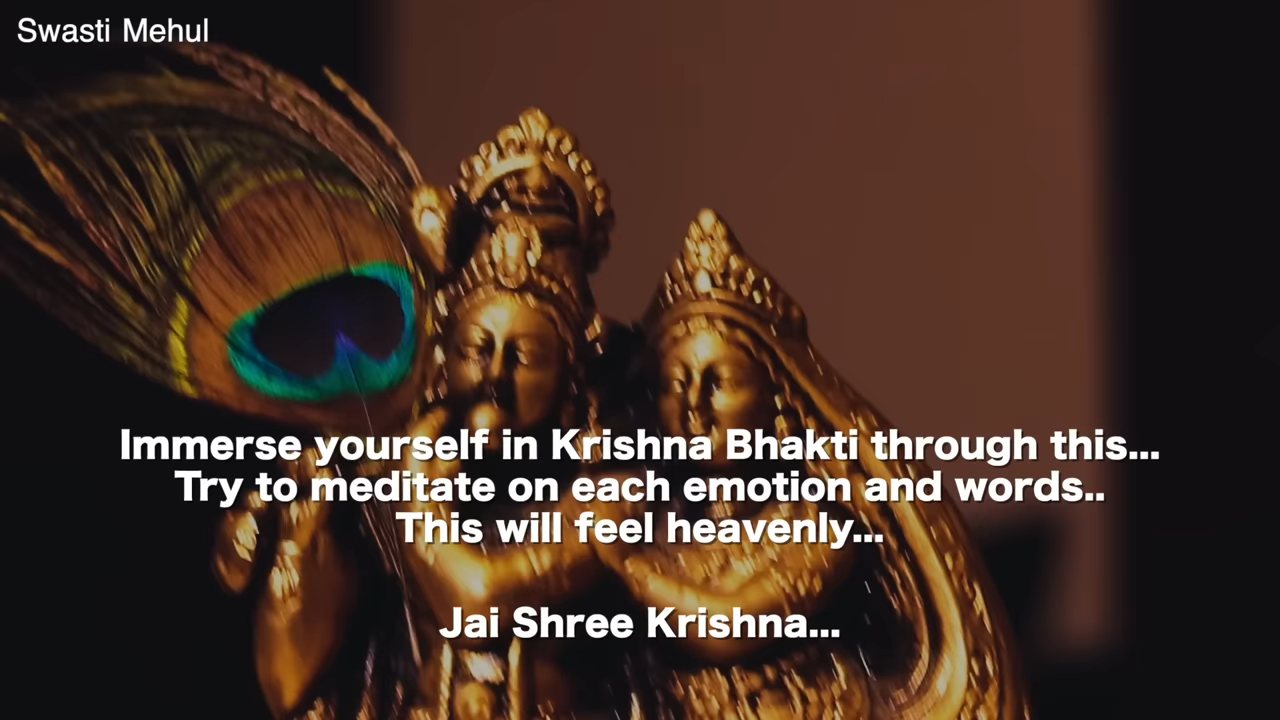 Swasti Mehul
Immerse yourself in Krishna Bhakti through this...
Try to meditate on each emotion and words..
This will feel heavenly...
Jai Shree Krishna...